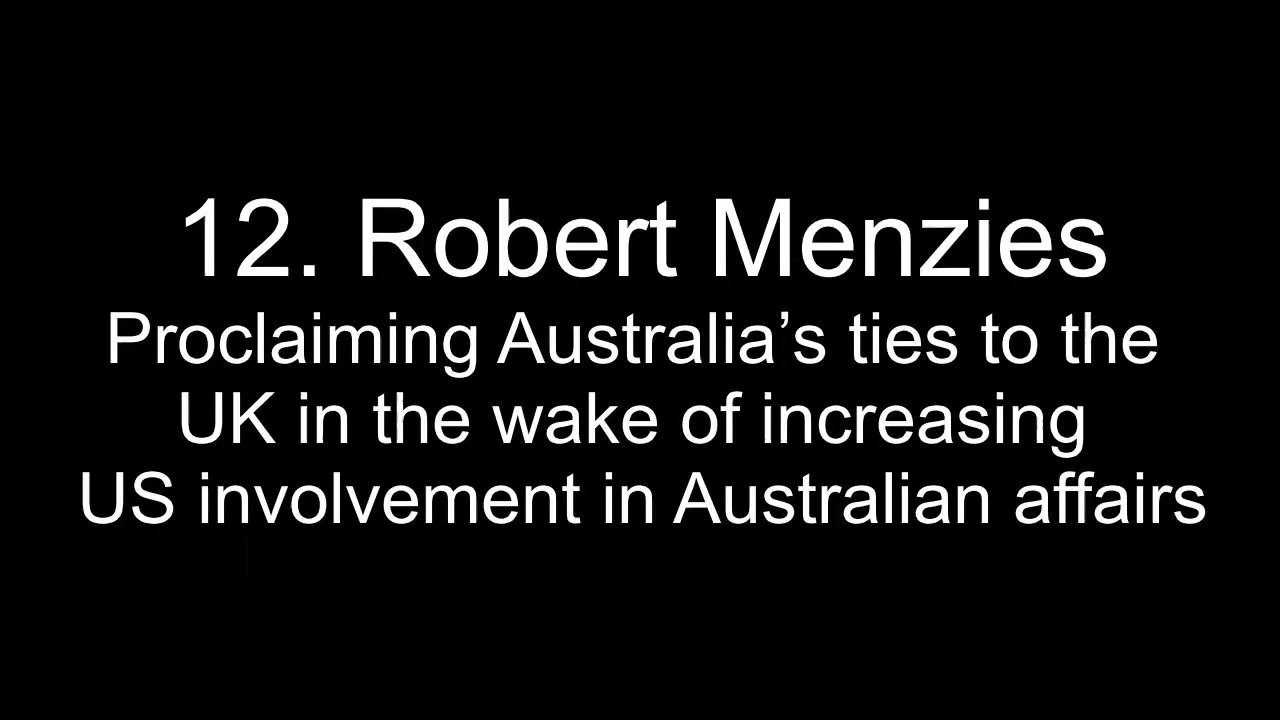 12. Robert Menzies
Proclaiming Australia’s ties to the
UK in the wake of increasing
US involvement in Australian affairs